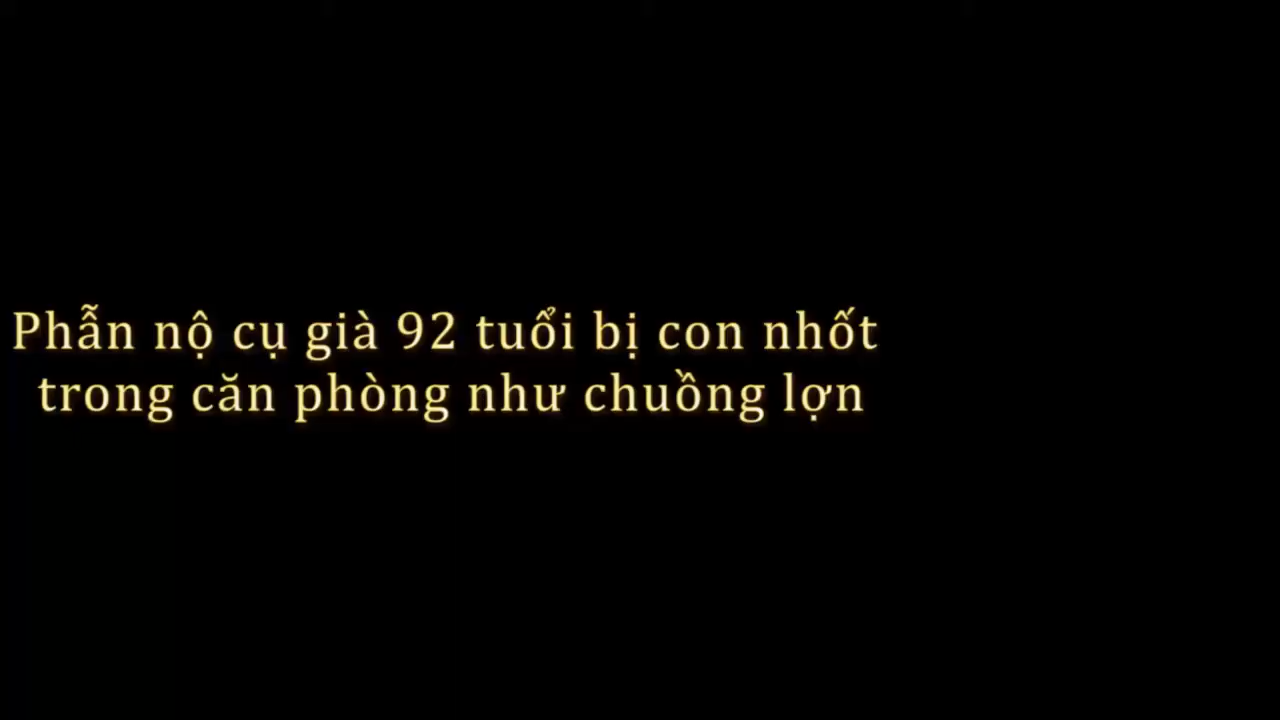 Phẫn nộ cụ già 92 tuổi bị con nhốt
trong căn phòng như chuồng lợn